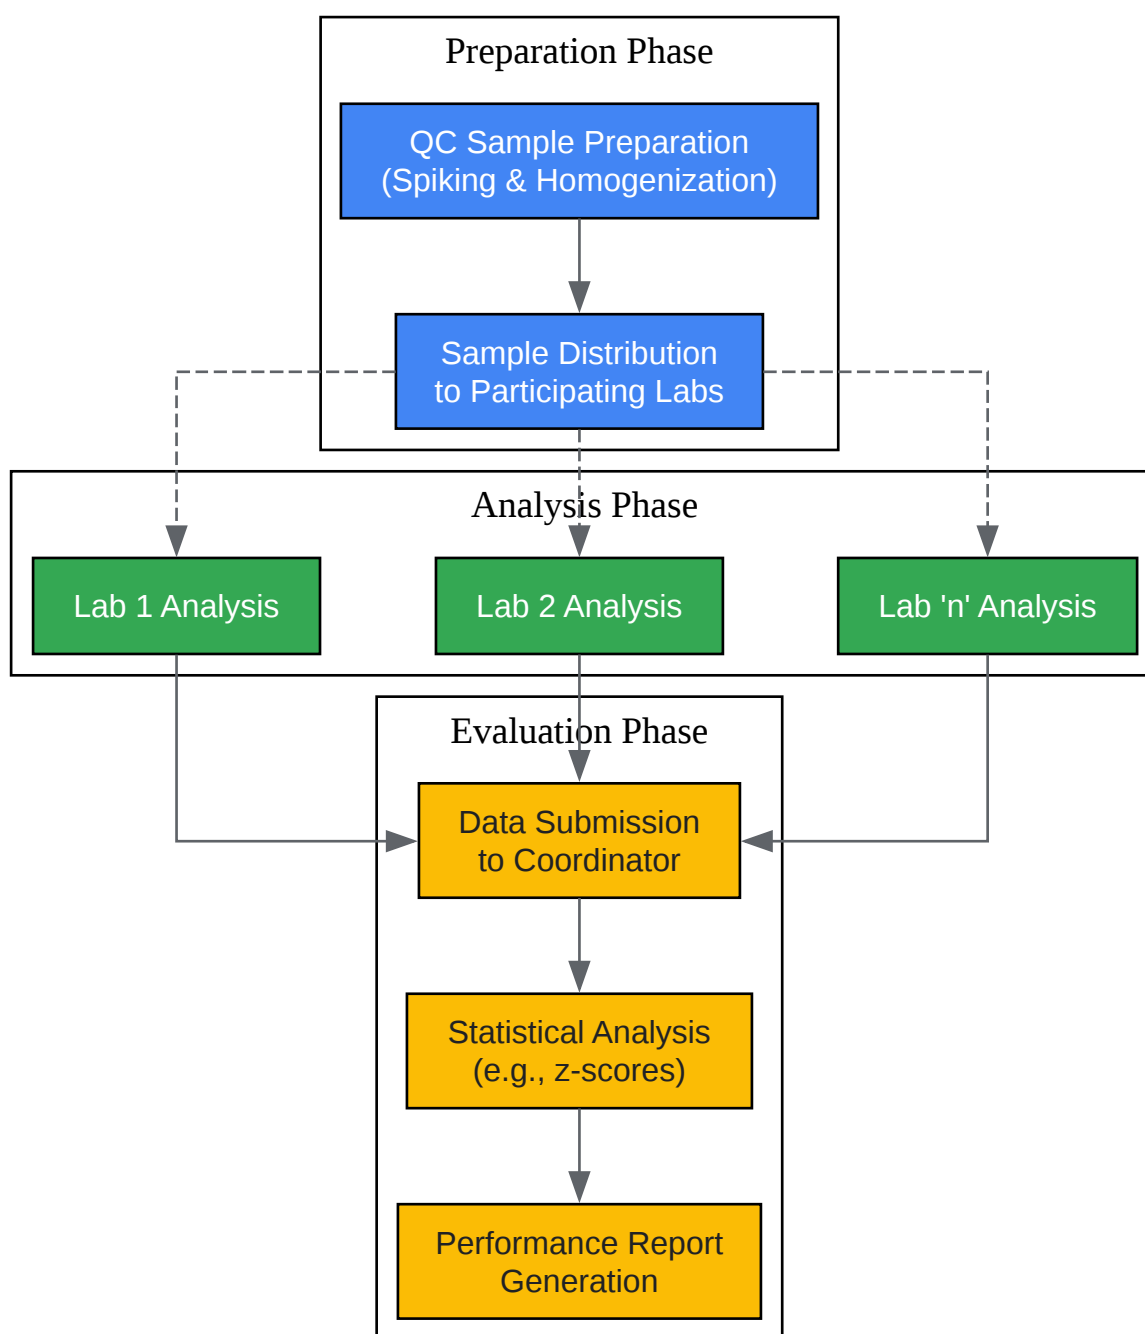 Preparation Phase
QC Sample Preparation
(Spiking & Homogenization)
Sample Distribution
to Participating Labs
Analysis Phase
Lab 1 Analysis
Lab 2 Analysis
Lab 'n' Analysis
Evaluation Phase
Data Submission
to Coordinator
Statistical Analysis
(e.g., z-scores)
Performance Report
Generation